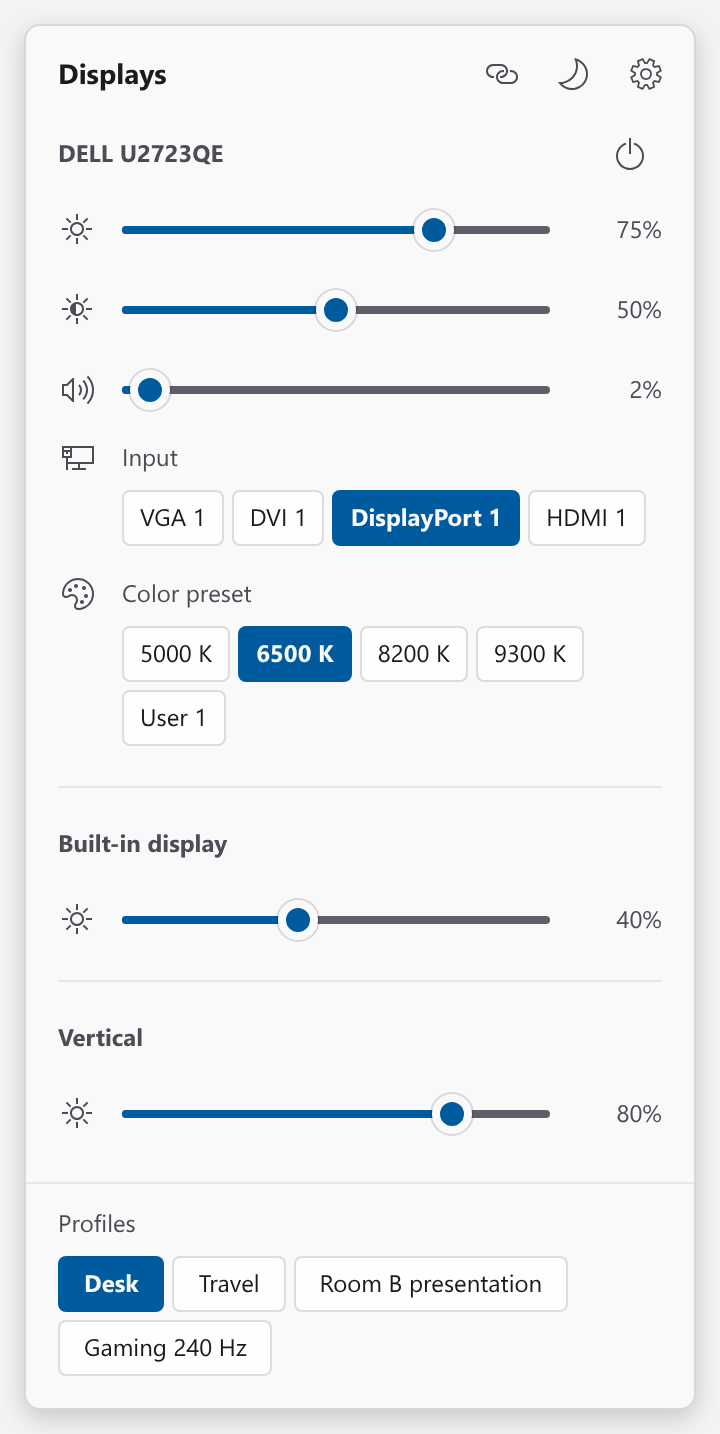 Displays
DELL U2723QE
75%
50%
2%
Input
VGA 1 DVI 1 DisplayPort 1 HDMI 1
Color preset
5000 K 6500 K 8200 K 9300 K
User 1
Built-in display
40%
Vertical
80%
Profiles
Desk Travel Room B presentation
Gaming 240 Hz